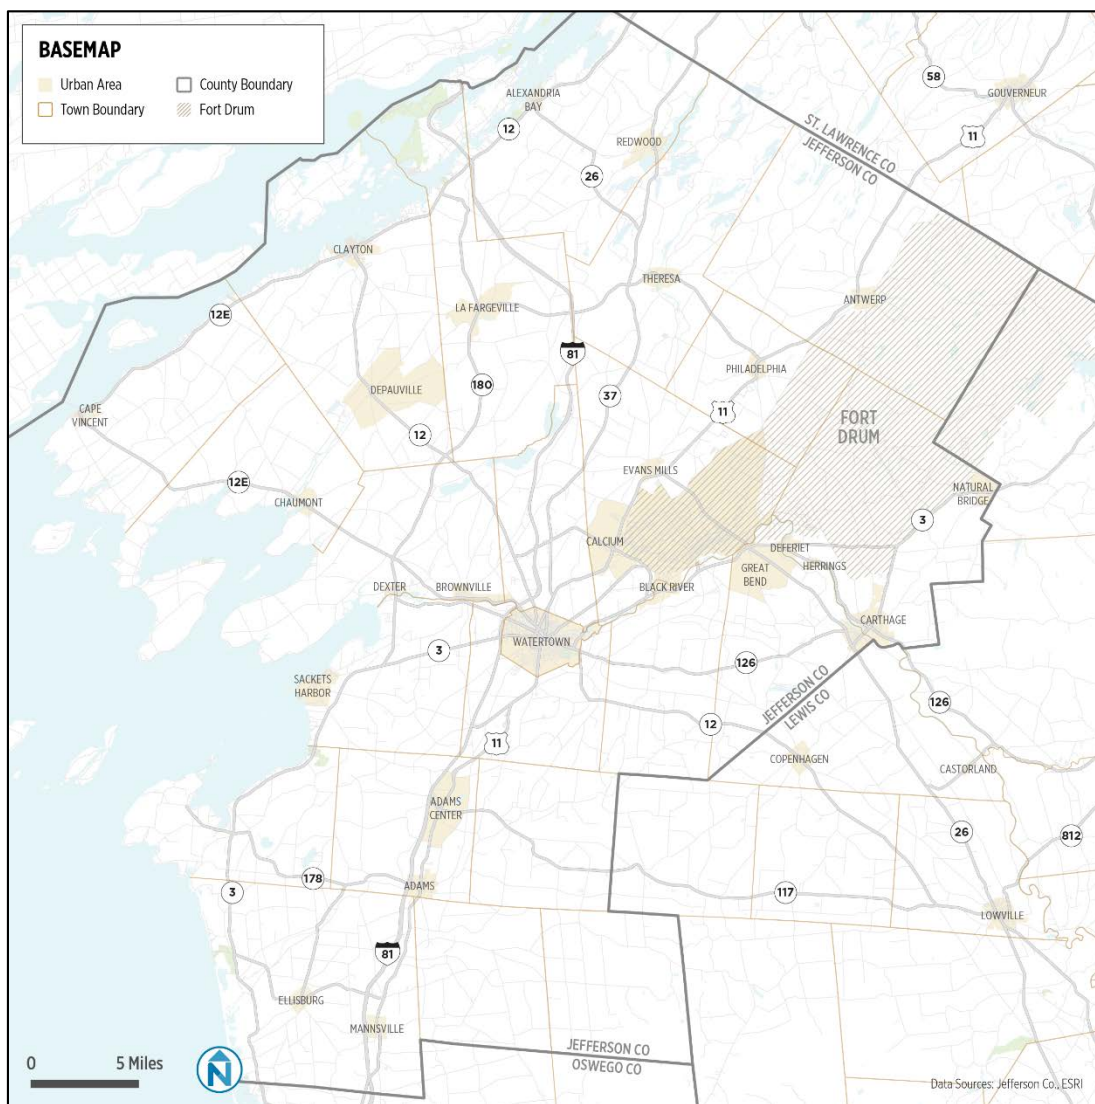 BASEMAP
Urban Area
County Boundary
Town Boundary
Fort Drum
ALEXANDRIA
BAY
12
REDWOOD
26
58
GOUVERNEUR
11
ST. LAWRENCE CO
JEFFERSON CO
CLAYTON
12E
LA FARGEVILLE
THERESA
ANTWERP
81
DEPAUVILLE
180
37
PHILADELPHIA
11
CAPE
VINCENT
12
FORT
DRUM
12E
CHAUMONT
EVANS MILLS
NATURAL
BRIDGE
3
CALCIUM
DEFERIET
HERRINGS
GREAT
BEND
DEXTER
BROWNVILLE
BLACK RIVER
CARTHAGE
WATERTOWN
3
126
SACKETS
HARBOR
JEFFERSON CO
LEWIS CO
126
12
11
COPENHAGEN
CASTORLAND
ADAMS
CENTER
26
812
178
ADAMS
3
117
LOWVILLE
81
ELLISBURG
MANNSVILLE
JEFFERSON CO
OSWEGO CO
0 5 Miles
N
Data Sources: Jefferson Co., ESRI